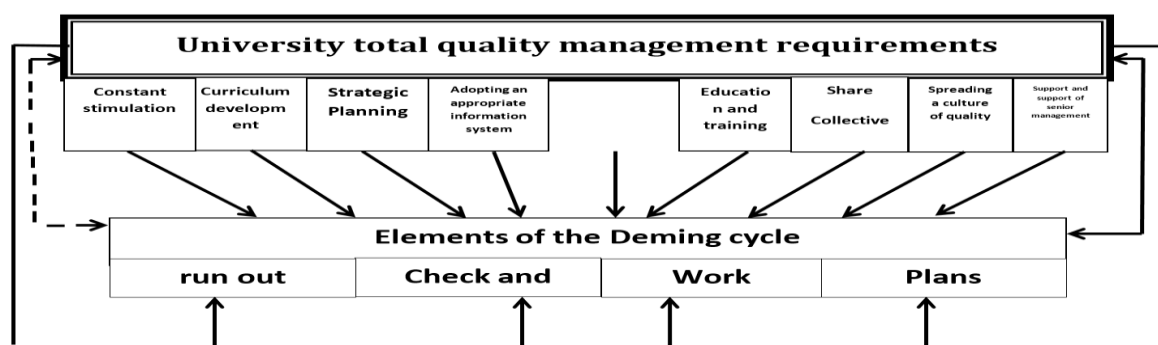 University total quality management requirements
Constant
stimulation
Curriculum
developm
ent
Strategic
Planning
Adopting an
appropriate
information
system
Educatio
n and
training
Share
Collective
Spreading
a culture
of quality
Support and
support of
senior
management
Elements of the Deming cycle
run out
Check and
Work
Plans